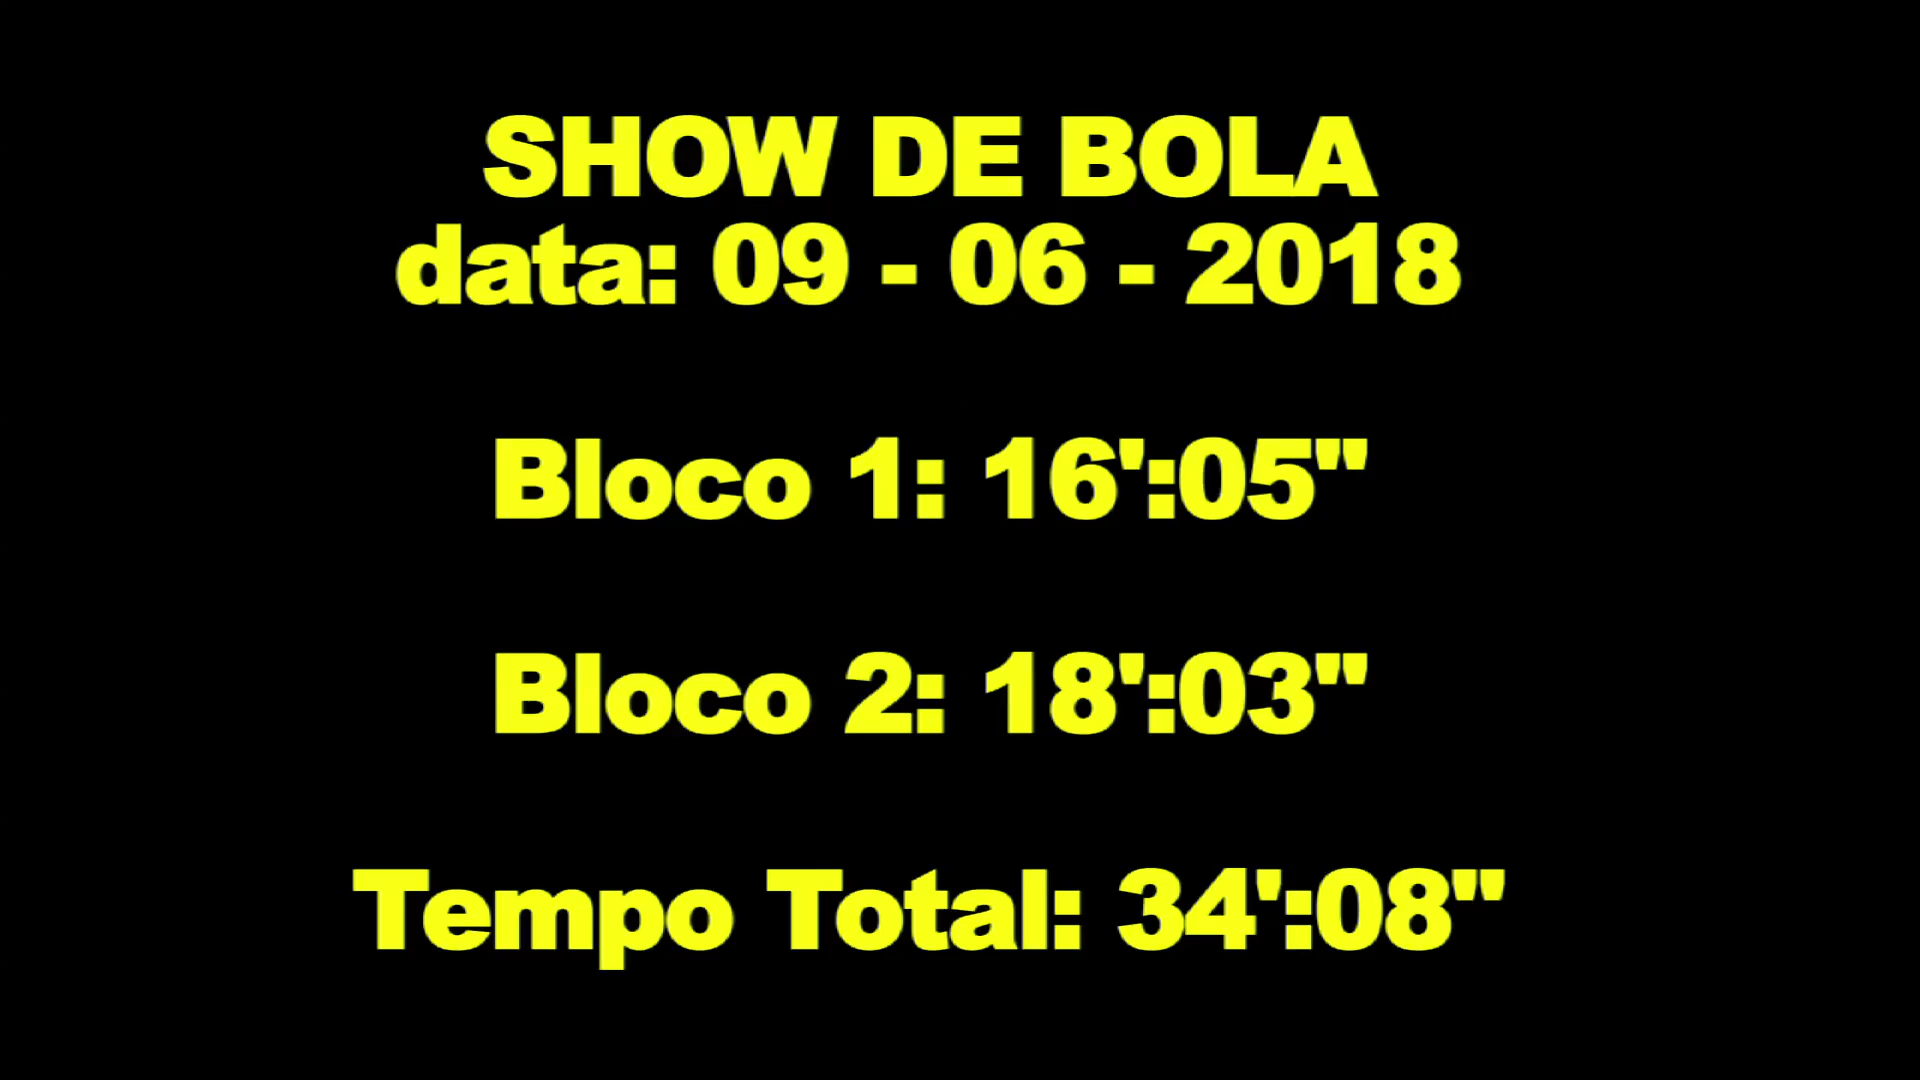 SHOW DE BOLA
data: 09 - 06 - 2018
Bloco 1: 16':05"
Bloco 2: 18':03"
Tempo Total: 34':08"